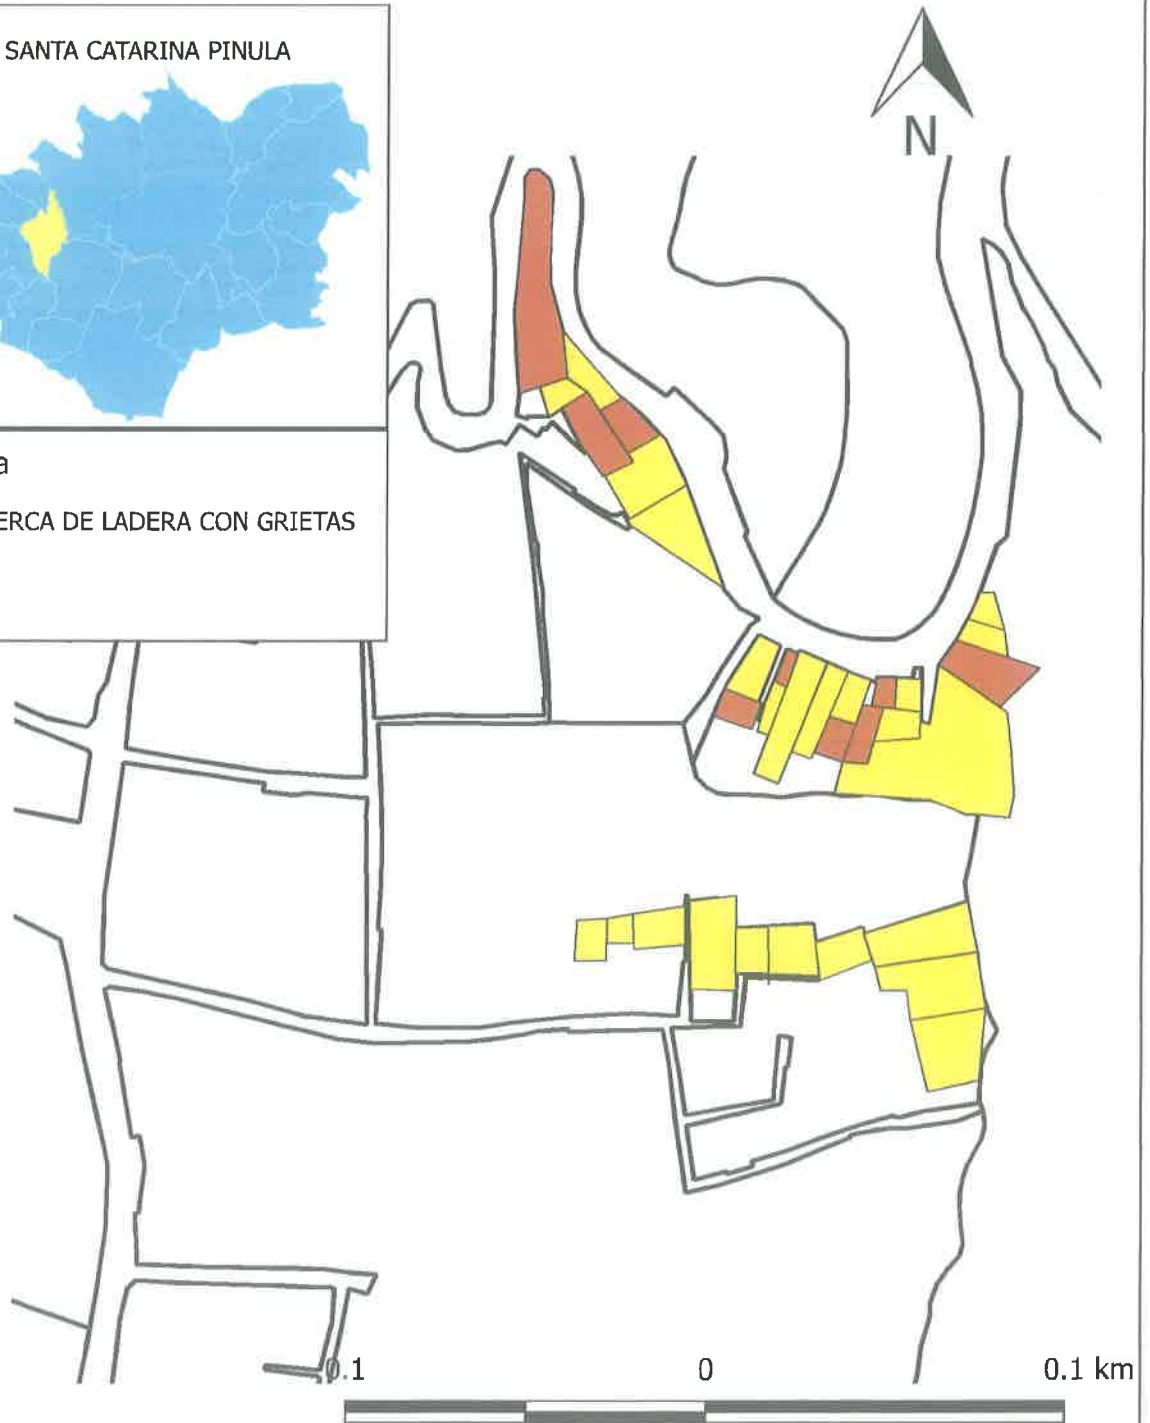 SANTA CATARINA PINULA
N
a
ERCA DE LADERA CON GRIETAS
0.1 0 0.1 km